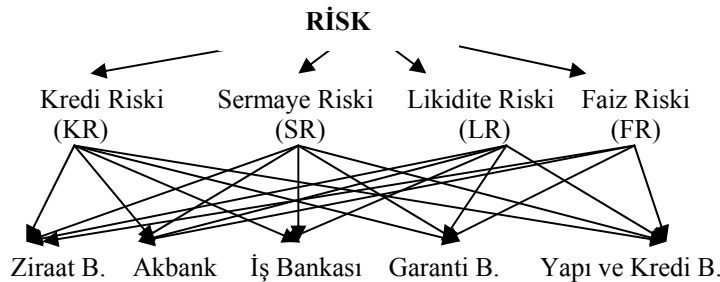 RİSK
Kredi Riski Sermaye Riski Likidite Riski Faiz Riski
(KR) (SR) (LR) (FR)
Ziraat B. Akbank İş Bankası Garanti B. Yapı ve Kredi B.